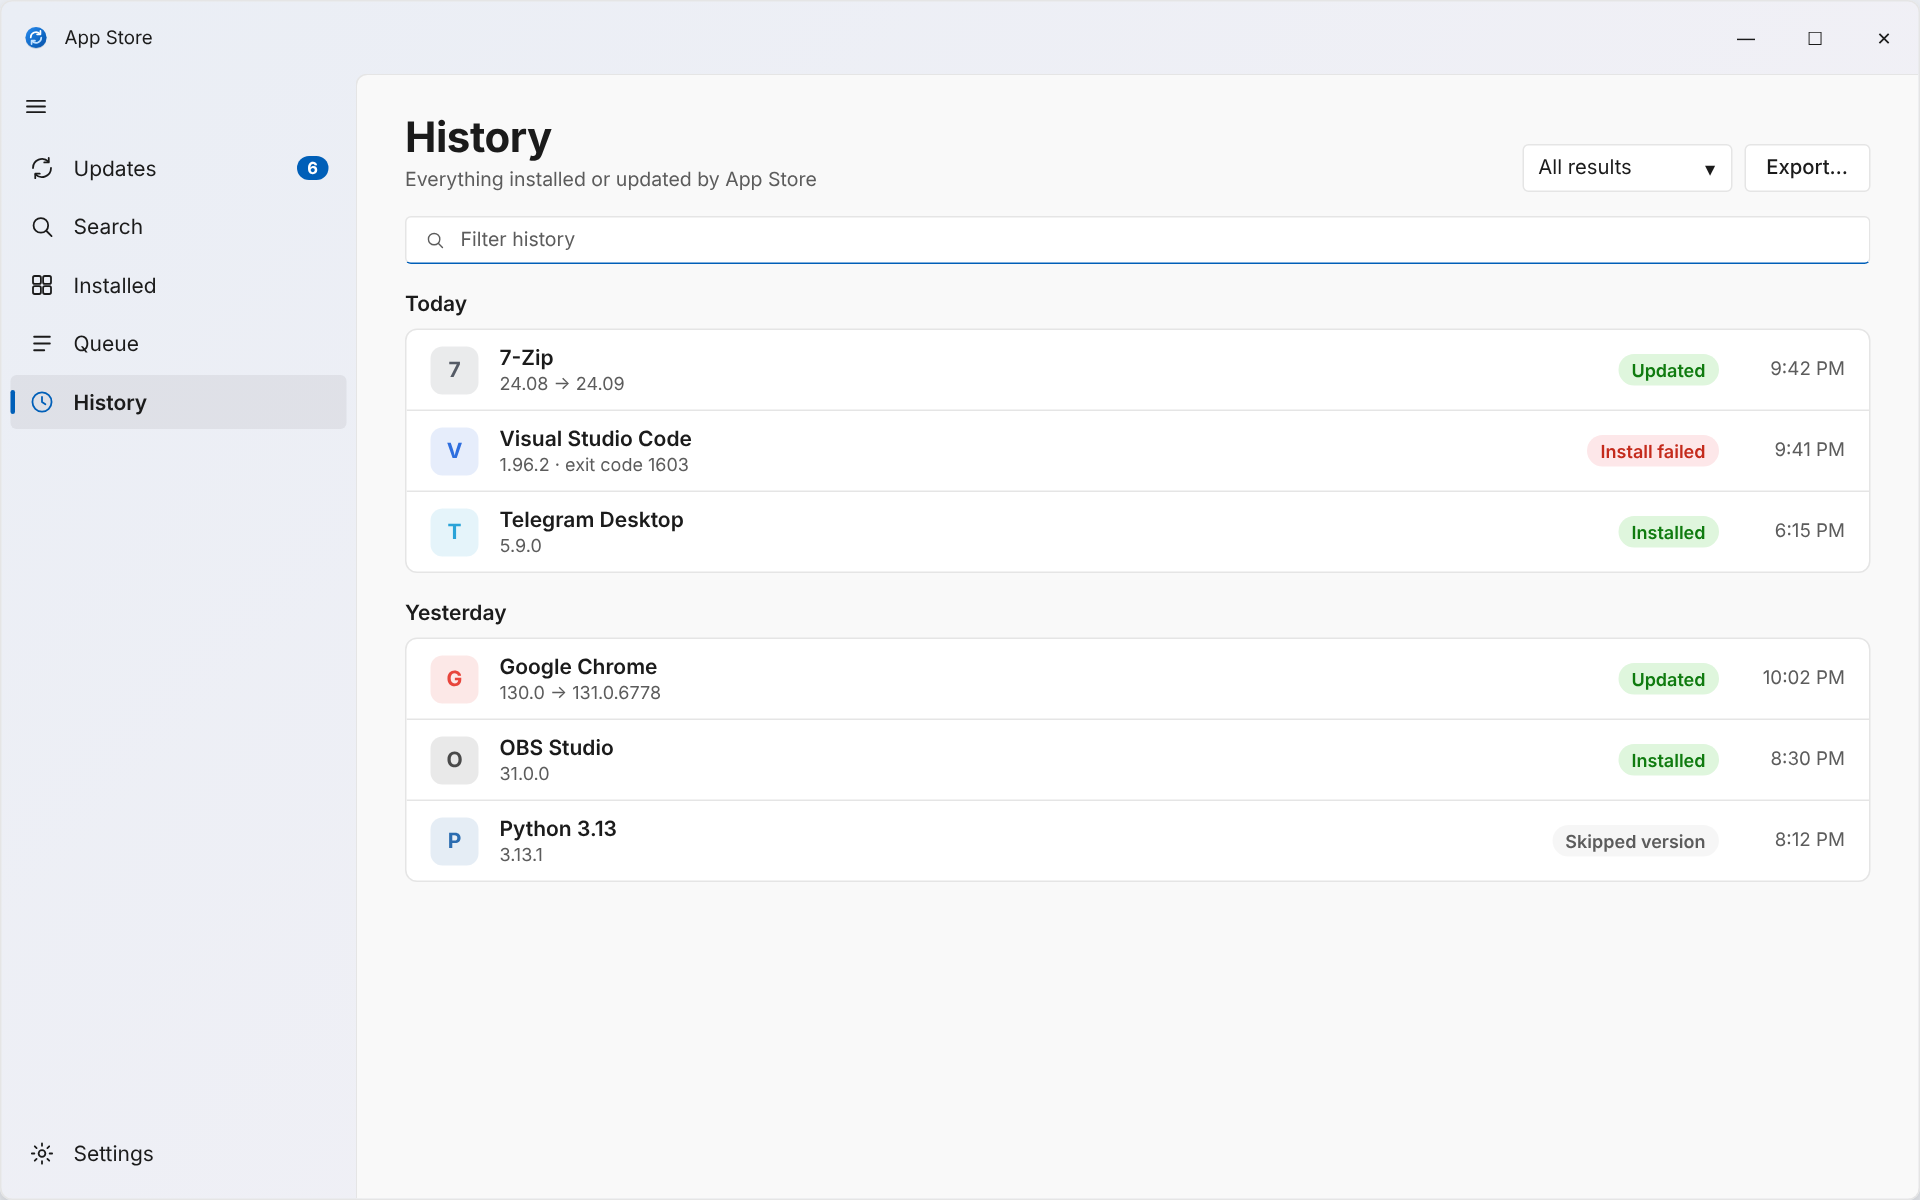 App Store
Updates
6
Search
Installed
Queue
History
Settings
History
Everything installed or updated by App Store
All results
Export...
Filter history
Today
7
7-Zip
24.08 → 24.09
Updated
9:42 PM
V
Visual Studio Code
1.96.2 · exit code 1603
Install failed
9:41 PM
T
Telegram Desktop
5.9.0
Installed
6:15 PM
Yesterday
G
Google Chrome
130.0 → 131.0.6778
Updated
10:02 PM
O
OBS Studio
31.0.0
Installed
8:30 PM
P
Python 3.13
3.13.1
Skipped version
8:12 PM